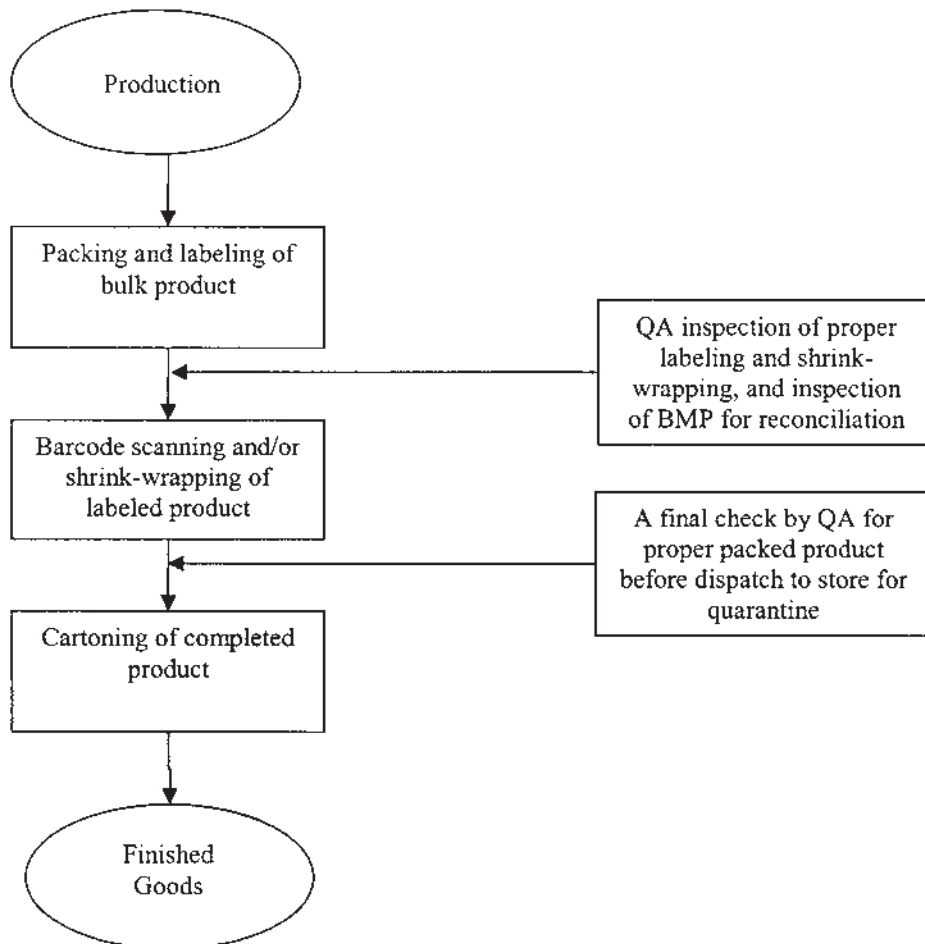 Production
Packing and labeling of
bulk product
QA inspection of proper
labeling and shrink-
wrapping, and inspection
of BMP for reconciliation
Barcode scanning and/or
shrink-wrapping of
labeled product
A final check by QA for
proper packed product
before dispatch to store for
quarantine
Cartoning of completed
product
Finished
Goods